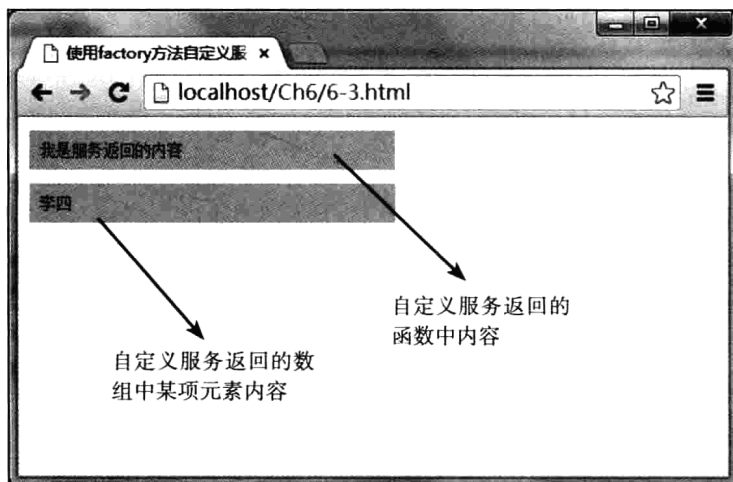 使用factory方法自定义服
localhost/Ch6/6-3.html
我是服务返回的内容
李四
自定义服务返回的
函数中内容
自定义服务返回的数
组中某项元素内容